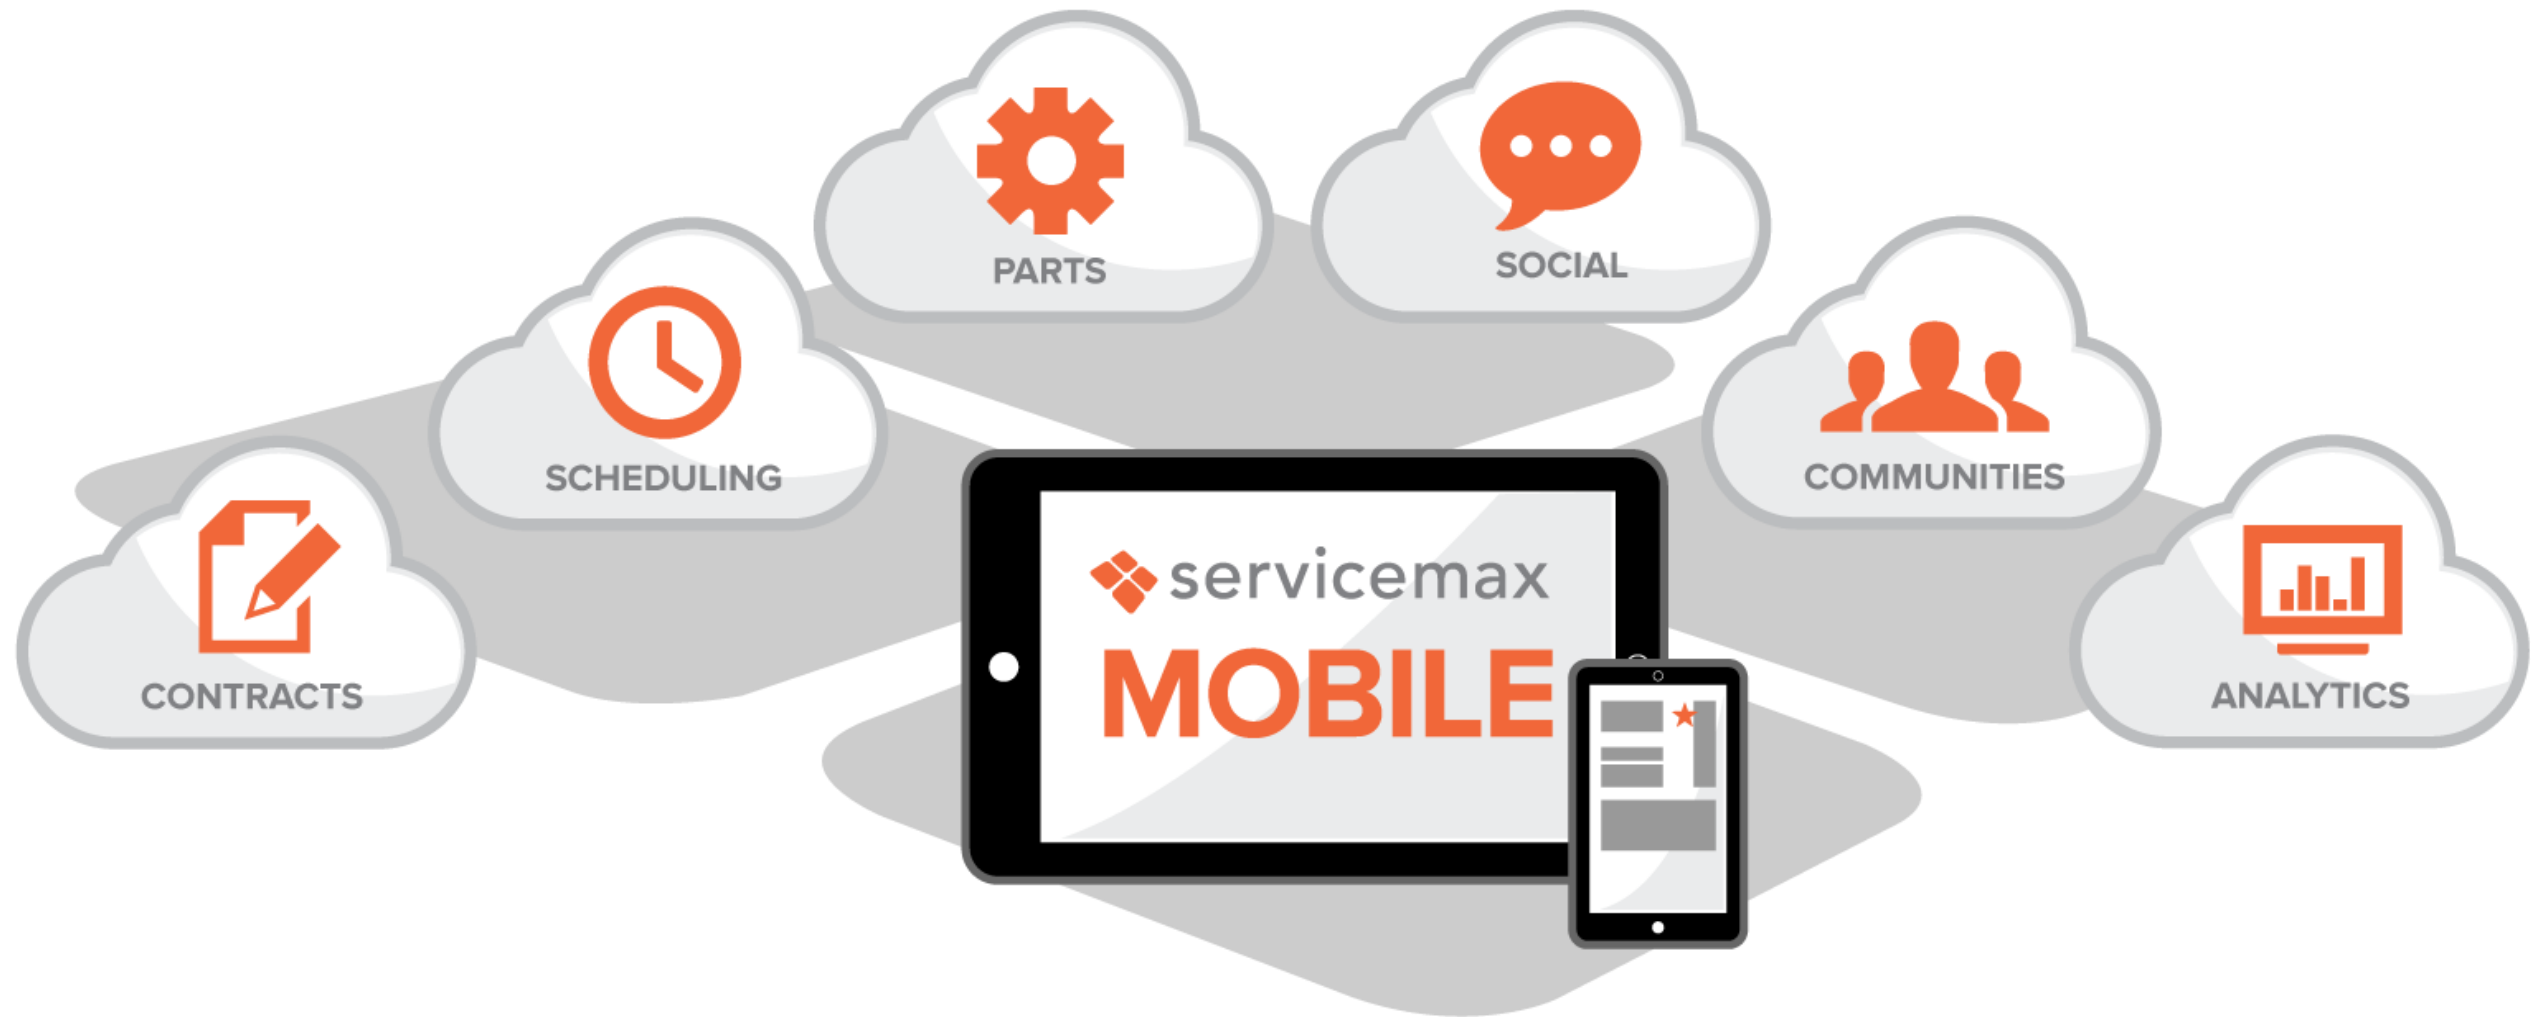 PARTS
SOCIAL
SCHEDULING
COMMUNITIES
CONTRACTS
ANALYTICS
servicemax
MOBILE